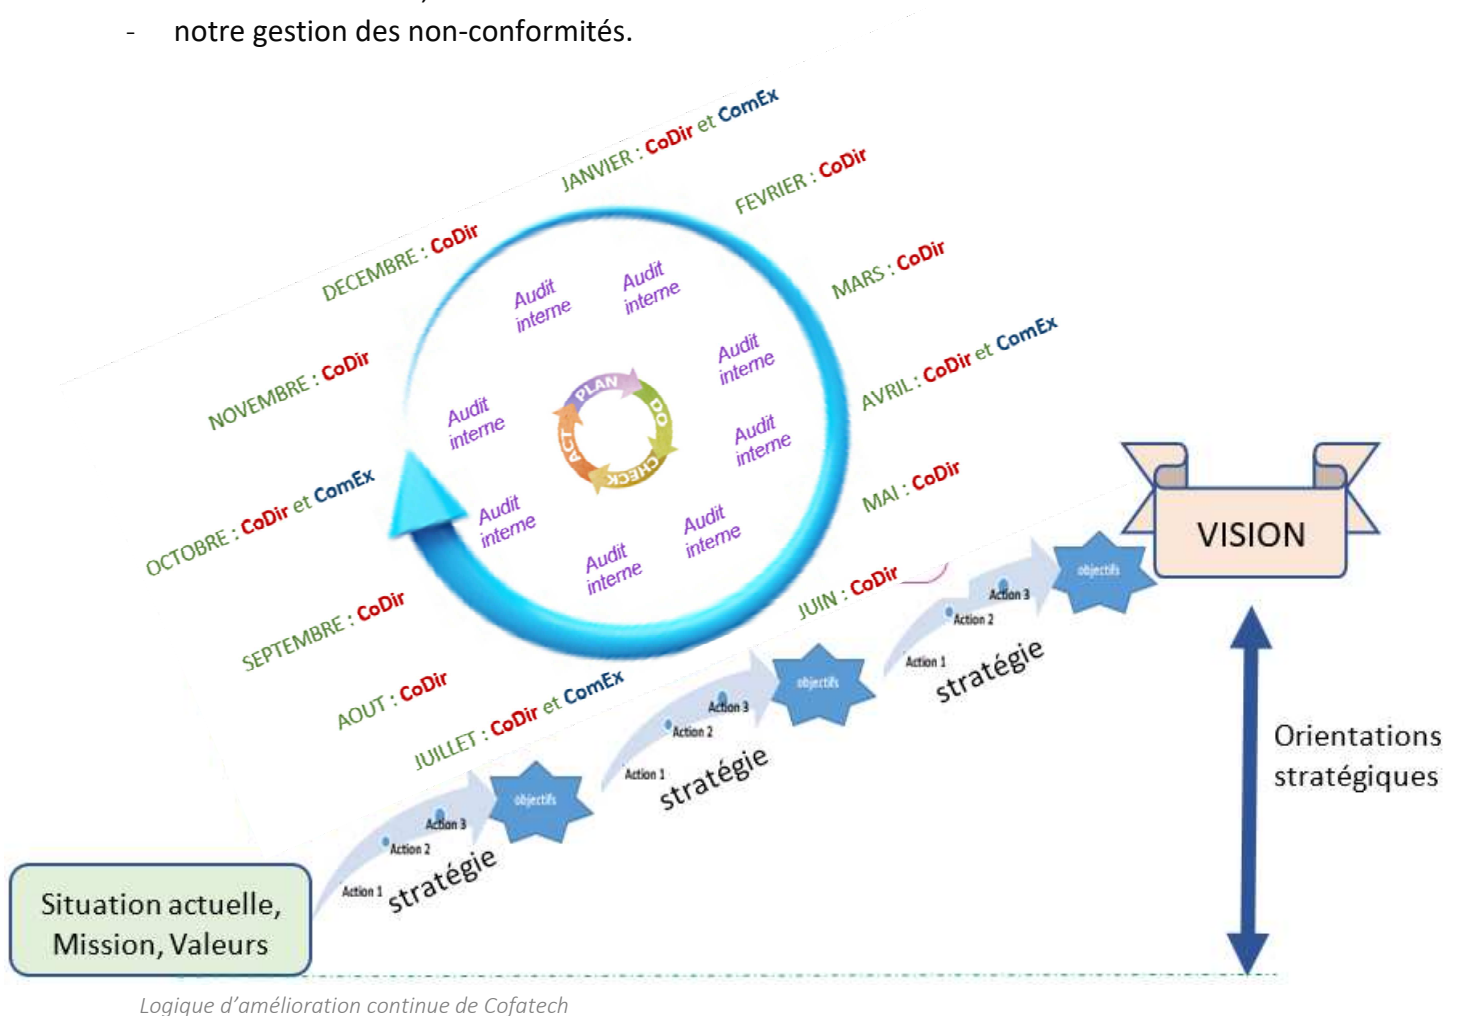 - notre gestion des non-conformités.
JANVIER : CoDir et ComEx
FEVRIER : CoDir
MARS : CoDir
AVRIL : CoDir et ComEx
MAI : CoDir
JUIN : CoDir
JUILLET : CoDir et ComEx
AOUT : CoDir
SEPTEMBRE : CoDir
OCTOBRE : CoDir et ComEx
NOVEMBRE : CoDir
DECEMBRE : CoDir
Audit
interne
Audit
interne
Audit
interne
Audit
interne
Audit
interne
Audit
interne
Audit
interne
Audit
interne
PLAN
DO
CHECK
ACT
VISION
objectifs
Action 3
Action 2
Action 1
stratégie
objectifs
Action 3
Action 2
Action 1
stratégie
objectifs
Action 3
Action 2
Action 1
stratégie
Orientations
stratégiques
Situation actuelle,
Mission, Valeurs
Logique d'amélioration continue de Cofatech